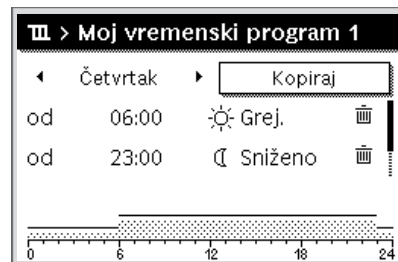 > Moj vremenski program 1
Četvrtak Kopiraj
od 06:00 Grej.
od 23:00 Sniženo
0 6 12 18 24